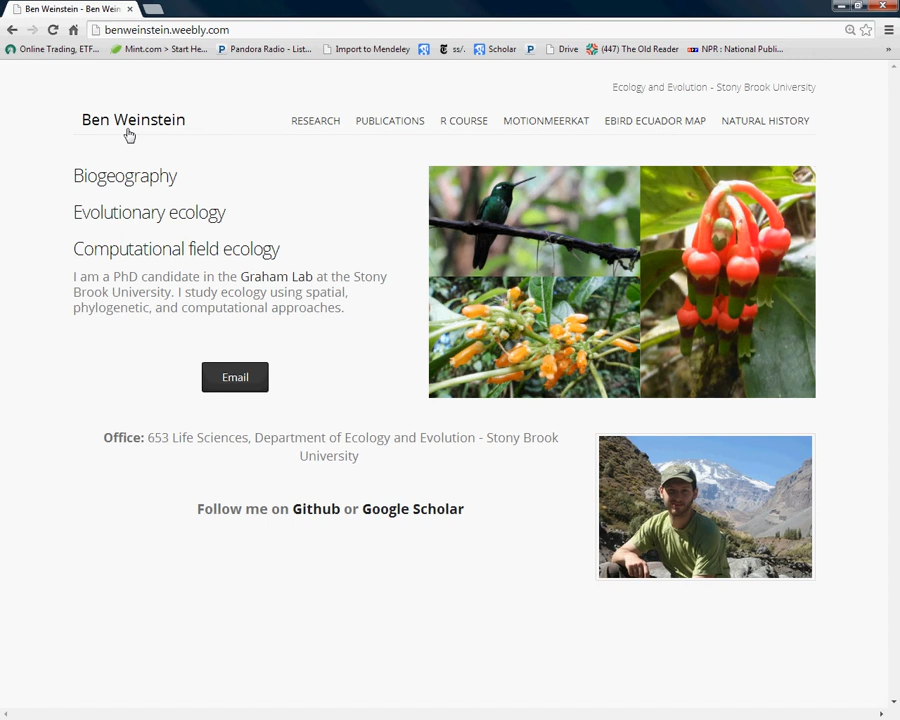 Ben Weinstein - Ben Wein
benweinstein.weebly.com
Online Trading, ETF... Mint.com > Start He... Pandora Radio - List... Import to Mendeley ss/. Scholar Drive (447) The Old Reader NPR : National Publi...
Ecology and Evolution - Stony Brook University
Ben Weinstein RESEARCH PUBLICATIONS R COURSE MOTIONMEERKAT EBIRD ECUADOR MAP NATURAL HISTORY
Biogeography
Evolutionary ecology
Computational field ecology
I am a PhD candidate in the Graham Lab at the Stony
Brook University. I study ecology using spatial,
phylogenetic, and computational approaches.
Email
Office: 653 Life Sciences, Department of Ecology and Evolution - Stony Brook
University
Follow me on Github or Google Scholar